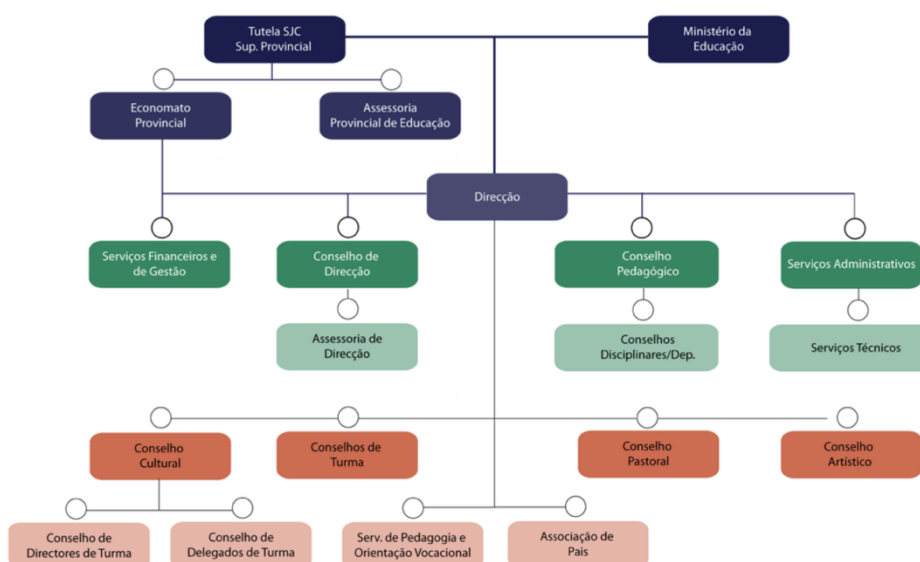 Tutela SJC
Sup. Provincial
Ministério da
Educação
Economato
Provincial
Assessoria
Provincial de Educação
Direcção
Serviços Financeiros e
de Gestão
Conselho de
Direcção
Conselho
Pedagógico
Serviços Administrativos
Assessoria de
Direcção
Conselhos
Disciplinares/Dep.
Serviços Técnicos
Conselho
Cultural
Conselhos de
Turma
Conselho
Pastoral
Conselho
Artístico
Conselho de
Directores de Turma
Conselho de
Delegados de Turma
Serv. de Pedagogia e
Orientação Vocacional
Associação de
Pais